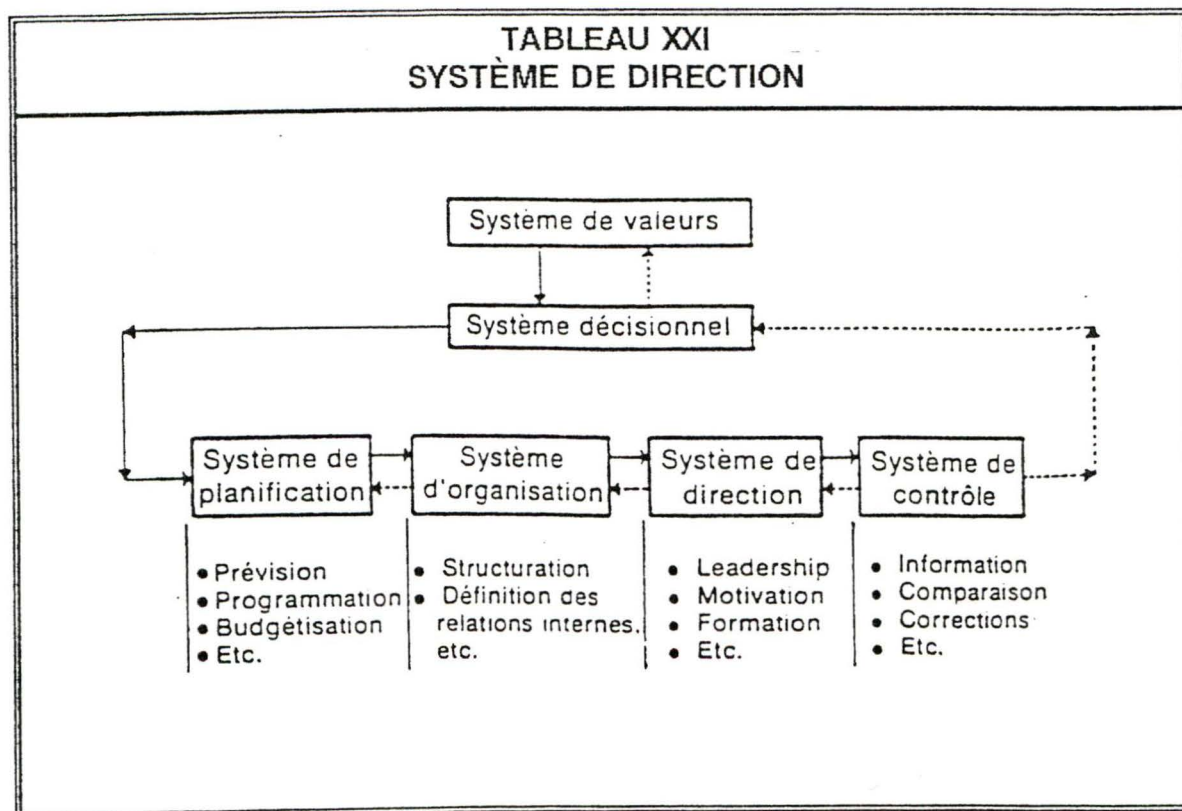 TABLEAU XXI
SYSTÈME DE DIRECTION
Système de valeurs
Système décisionnel
Système de
planification
Système
d'organisation
Système de
direction
Système de
contrôle
• Prévision
• Programmation
• Budgétisation
• Etc.
• Structuration
• Définition des
relations internes,
etc.
• Leadership
• Motivation
• Formation
• Etc.
• Information
• Comparaison
• Corrections
• Etc.